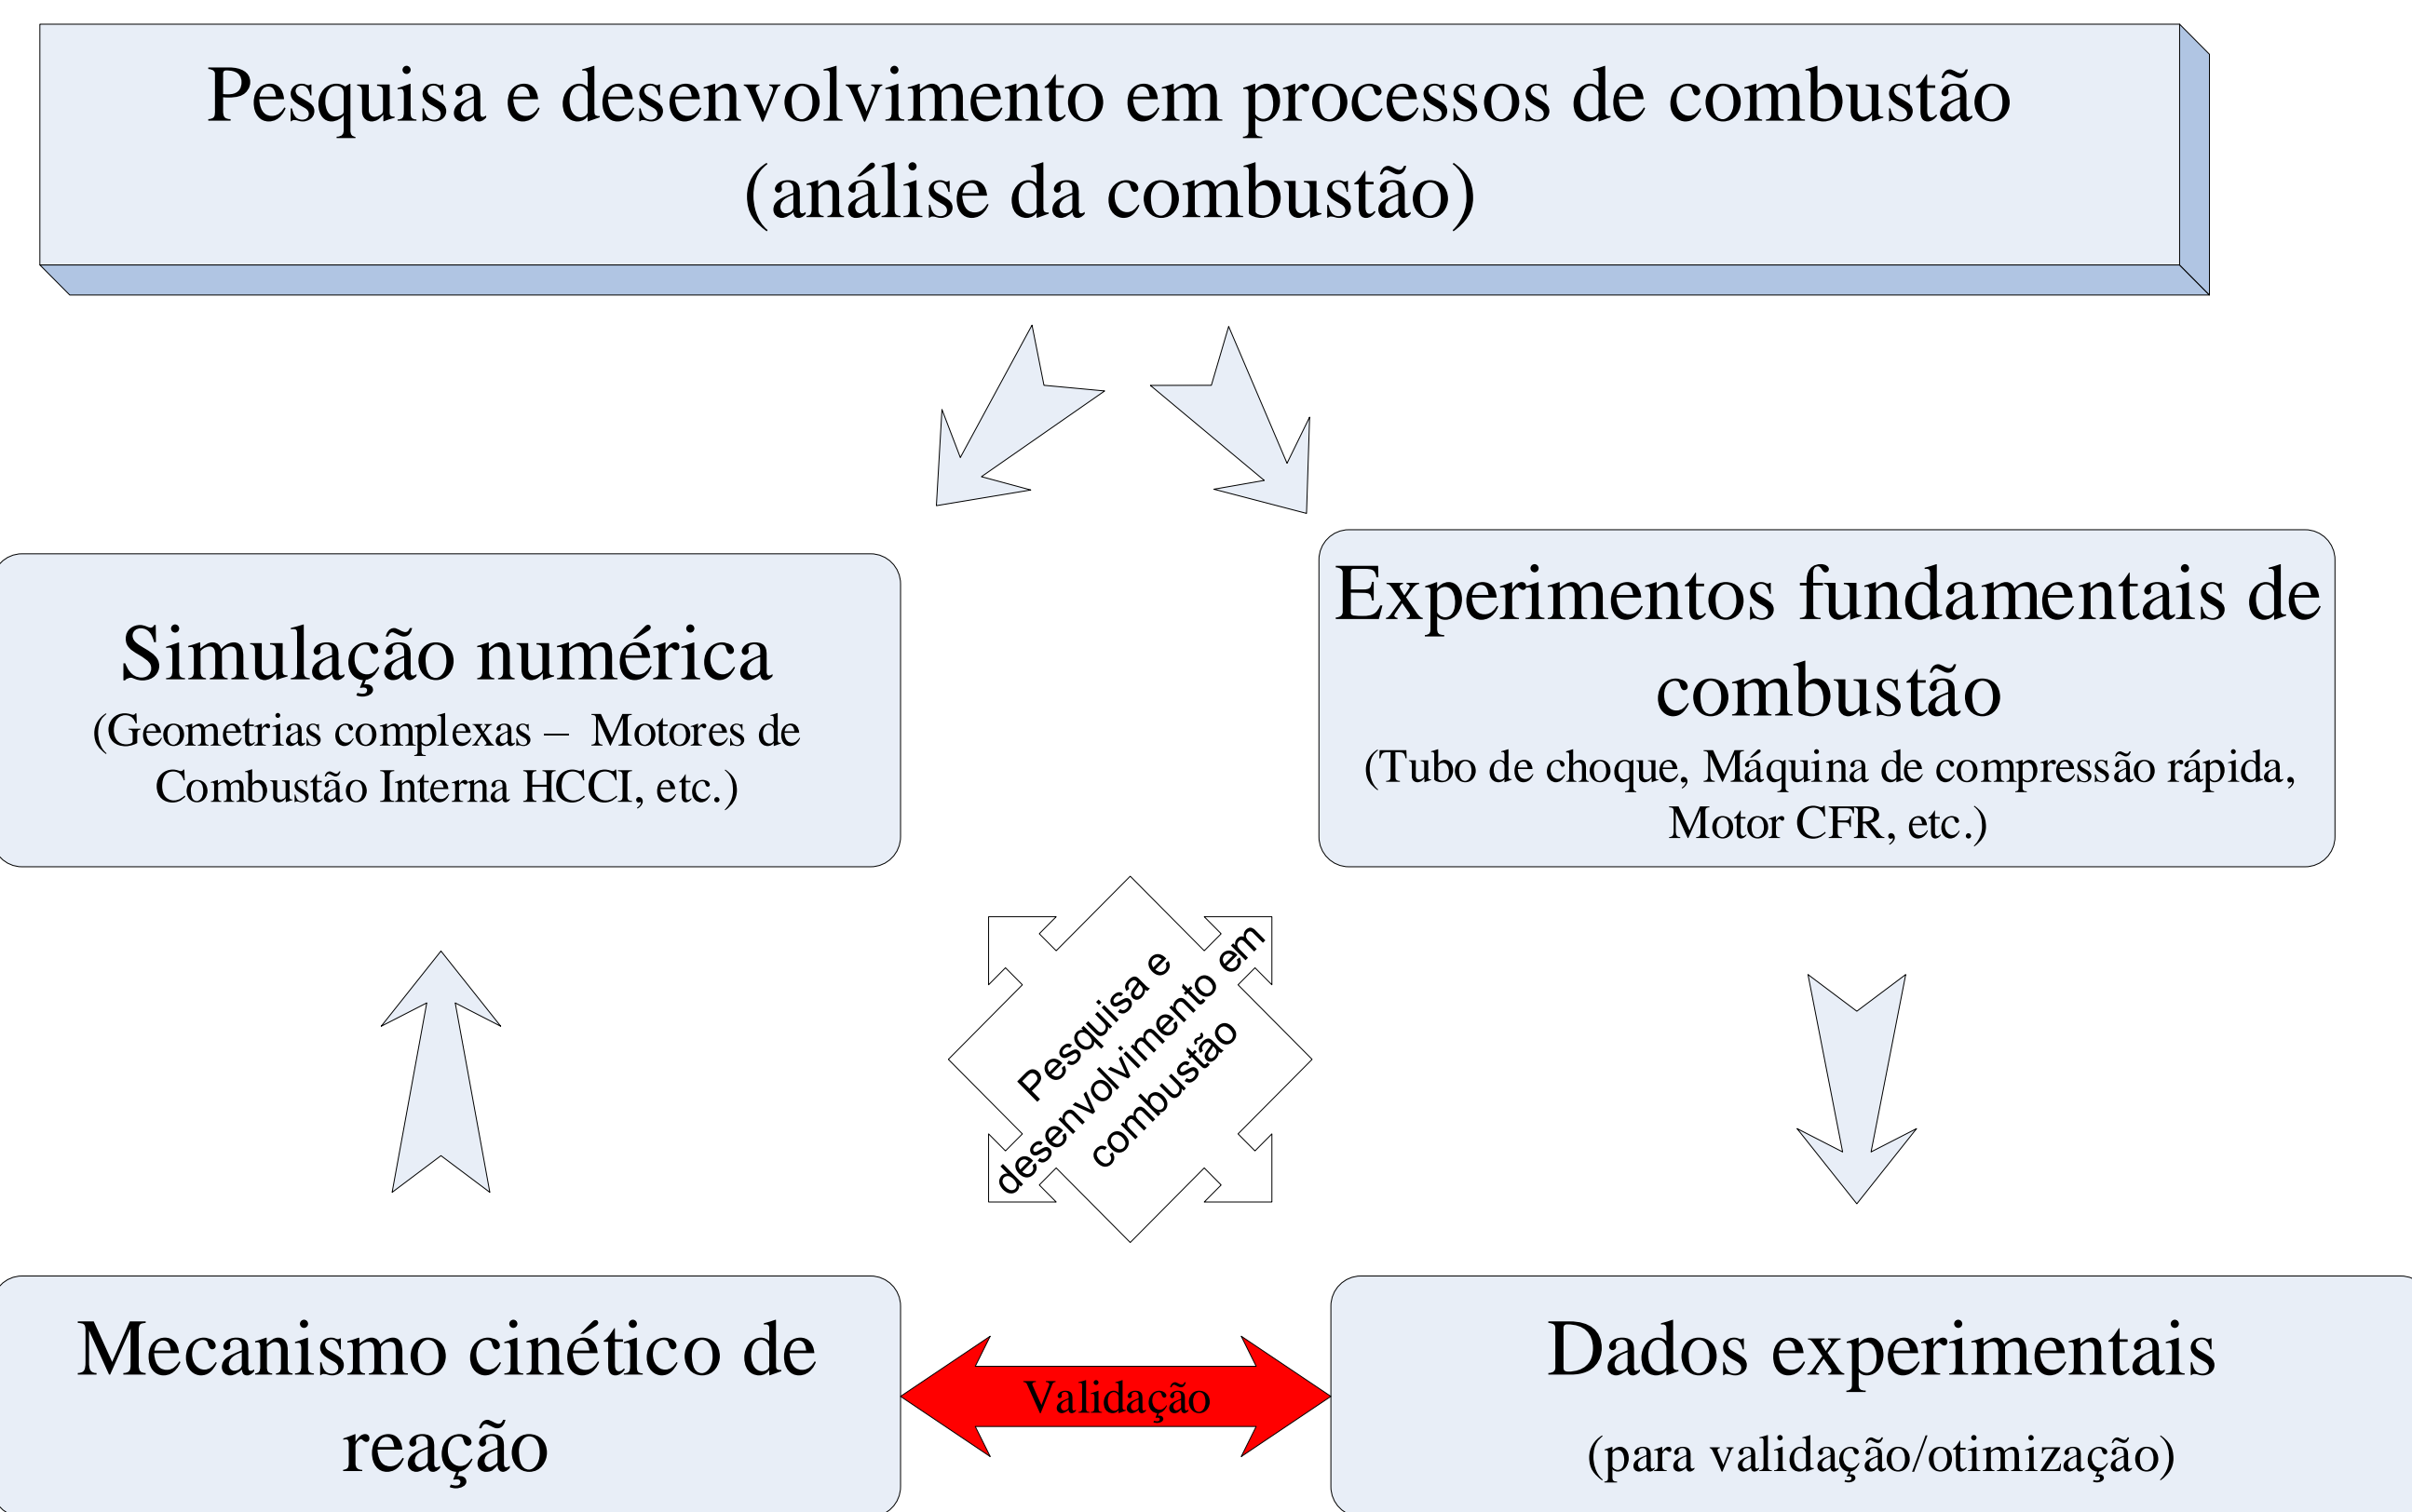 Pesquisa e desenvolvimento em processos de combustão
(análise da combustão)
Simulação numérica
(Geometrias complexas – Motores de
Combustão Interna HCCI, etc.)
Experimentos fundamentais de
combustão
(Tubo de choque, Máquina de compressão rápida,
Motor CFR, etc.)
Pesquisa e
desenvolvimento em
combustão
Mecanismo cinético de
reação
Validação
Dados experimentais
(para validação/otimização)